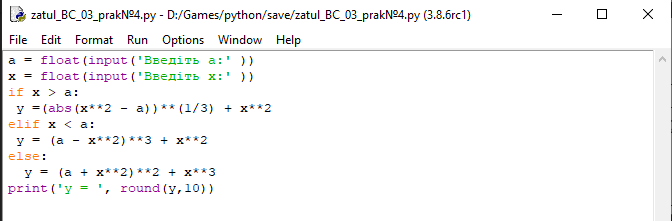 zatul_BC_03_prak№4.py - D:/Games/python/save/zatul_BC_03_prak№4.py (3.8.6rc1)
File Edit Format Run Options Window Help
a = float(input('Введіть а:' ))
x = float(input('Введіть х:' ))
if x > a:
 y =(abs(x**2 - a))**(1/3) + x**2
elif x < a:
 y = (a - x**2)**3 + x**2
else:
  y = (a + x**2)**2 + x**3
print('y = ', round(y,10))